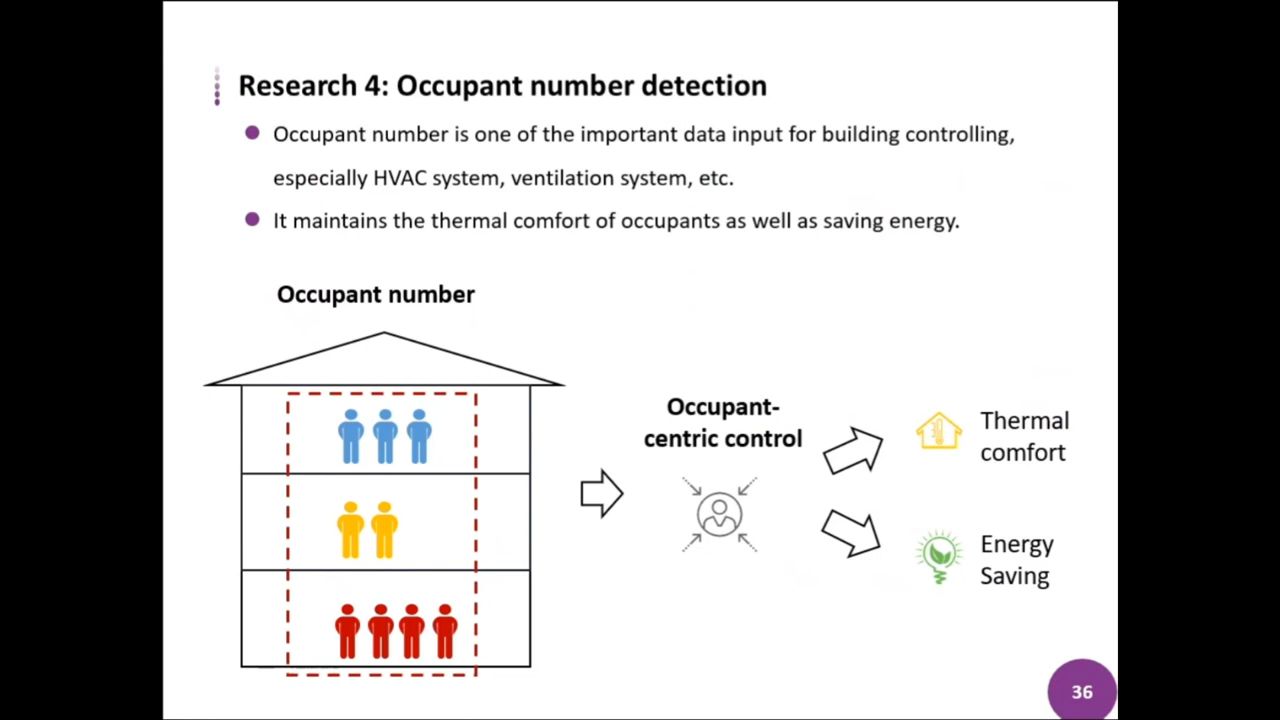 Research 4: Occupant number detection
Occupant number is one of the important data input for building controlling,
especially HVAC system, ventilation system, etc.
It maintains the thermal comfort of occupants as well as saving energy.
Occupant number
Occupant-
centric control
Thermal
comfort
Energy
Saving
36